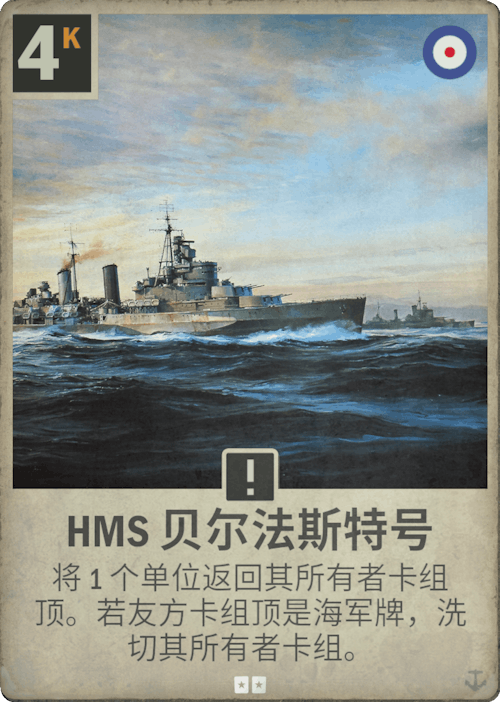 4K
!
HMS 贝尔法斯特号
将 1 个单位返回其所有者卡组
顶。若友方卡组顶是海军牌，洗
切其所有者卡组。